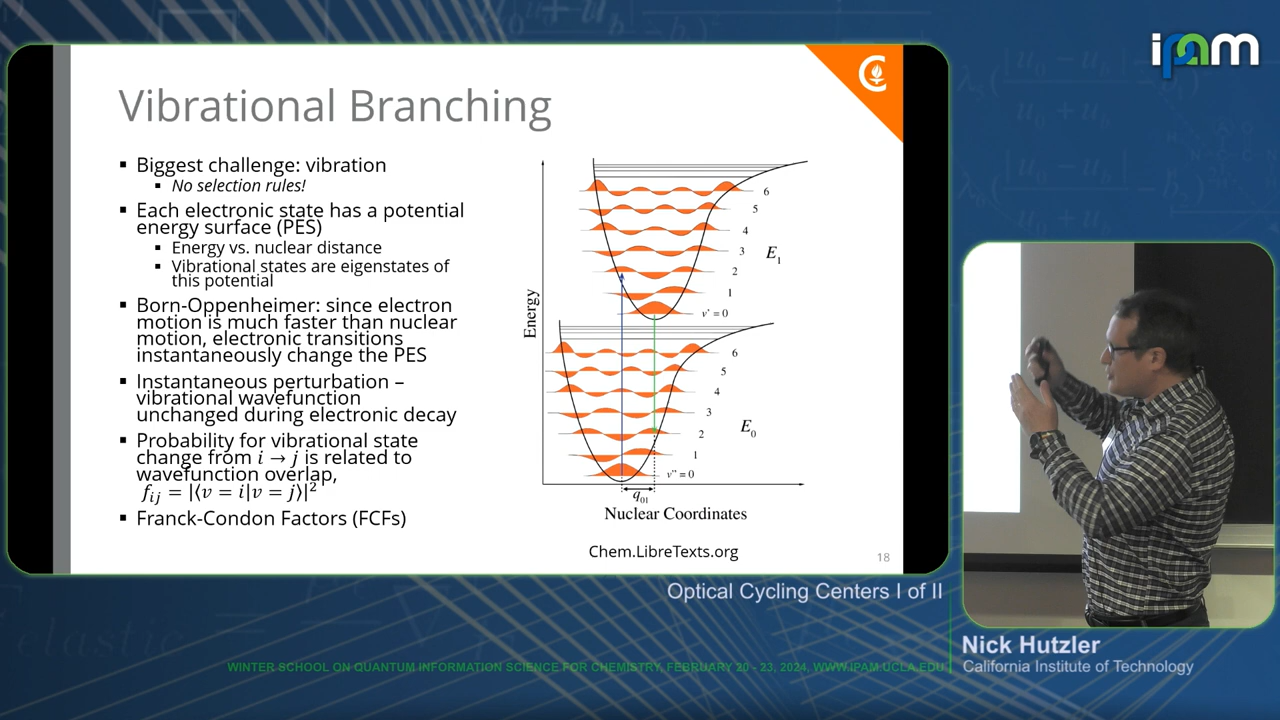 ipam
Vibrational Branching
Biggest challenge: vibration
No selection rules!
Each electronic state has a potential
energy surface (PES)
Energy vs. nuclear distance
Vibrational states are eigenstates of
this potential
Born-Oppenheimer: since electron
motion is much faster than nuclear
motion, electronic transitions
instantaneously change the PES
Instantaneous perturbation –
vibrational wavefunction
unchanged during electronic decay
Probability for vibrational state
change from i → j is related to
wavefunction overlap,
f_ij = |⟨v = i|v = j⟩|²
Franck-Condon Factors (FCFs)
Energy
6
5
4
3
2
1
v' = 0
E₁
6
5
4
3
2
1
v'' = 0
E₀
q₀₁
Nuclear Coordinates
Chem.LibreTexts.org
18
Optical Cycling Centers I of II
Nick Hutzler
California Institute of Technology
WINTER SCHOOL ON QUANTUM INFORMATION SCIENCE FOR CHEMISTRY, FEBRUARY 20 - 23, 2024, WWW.IPAM.UCLA.EDU
elastic